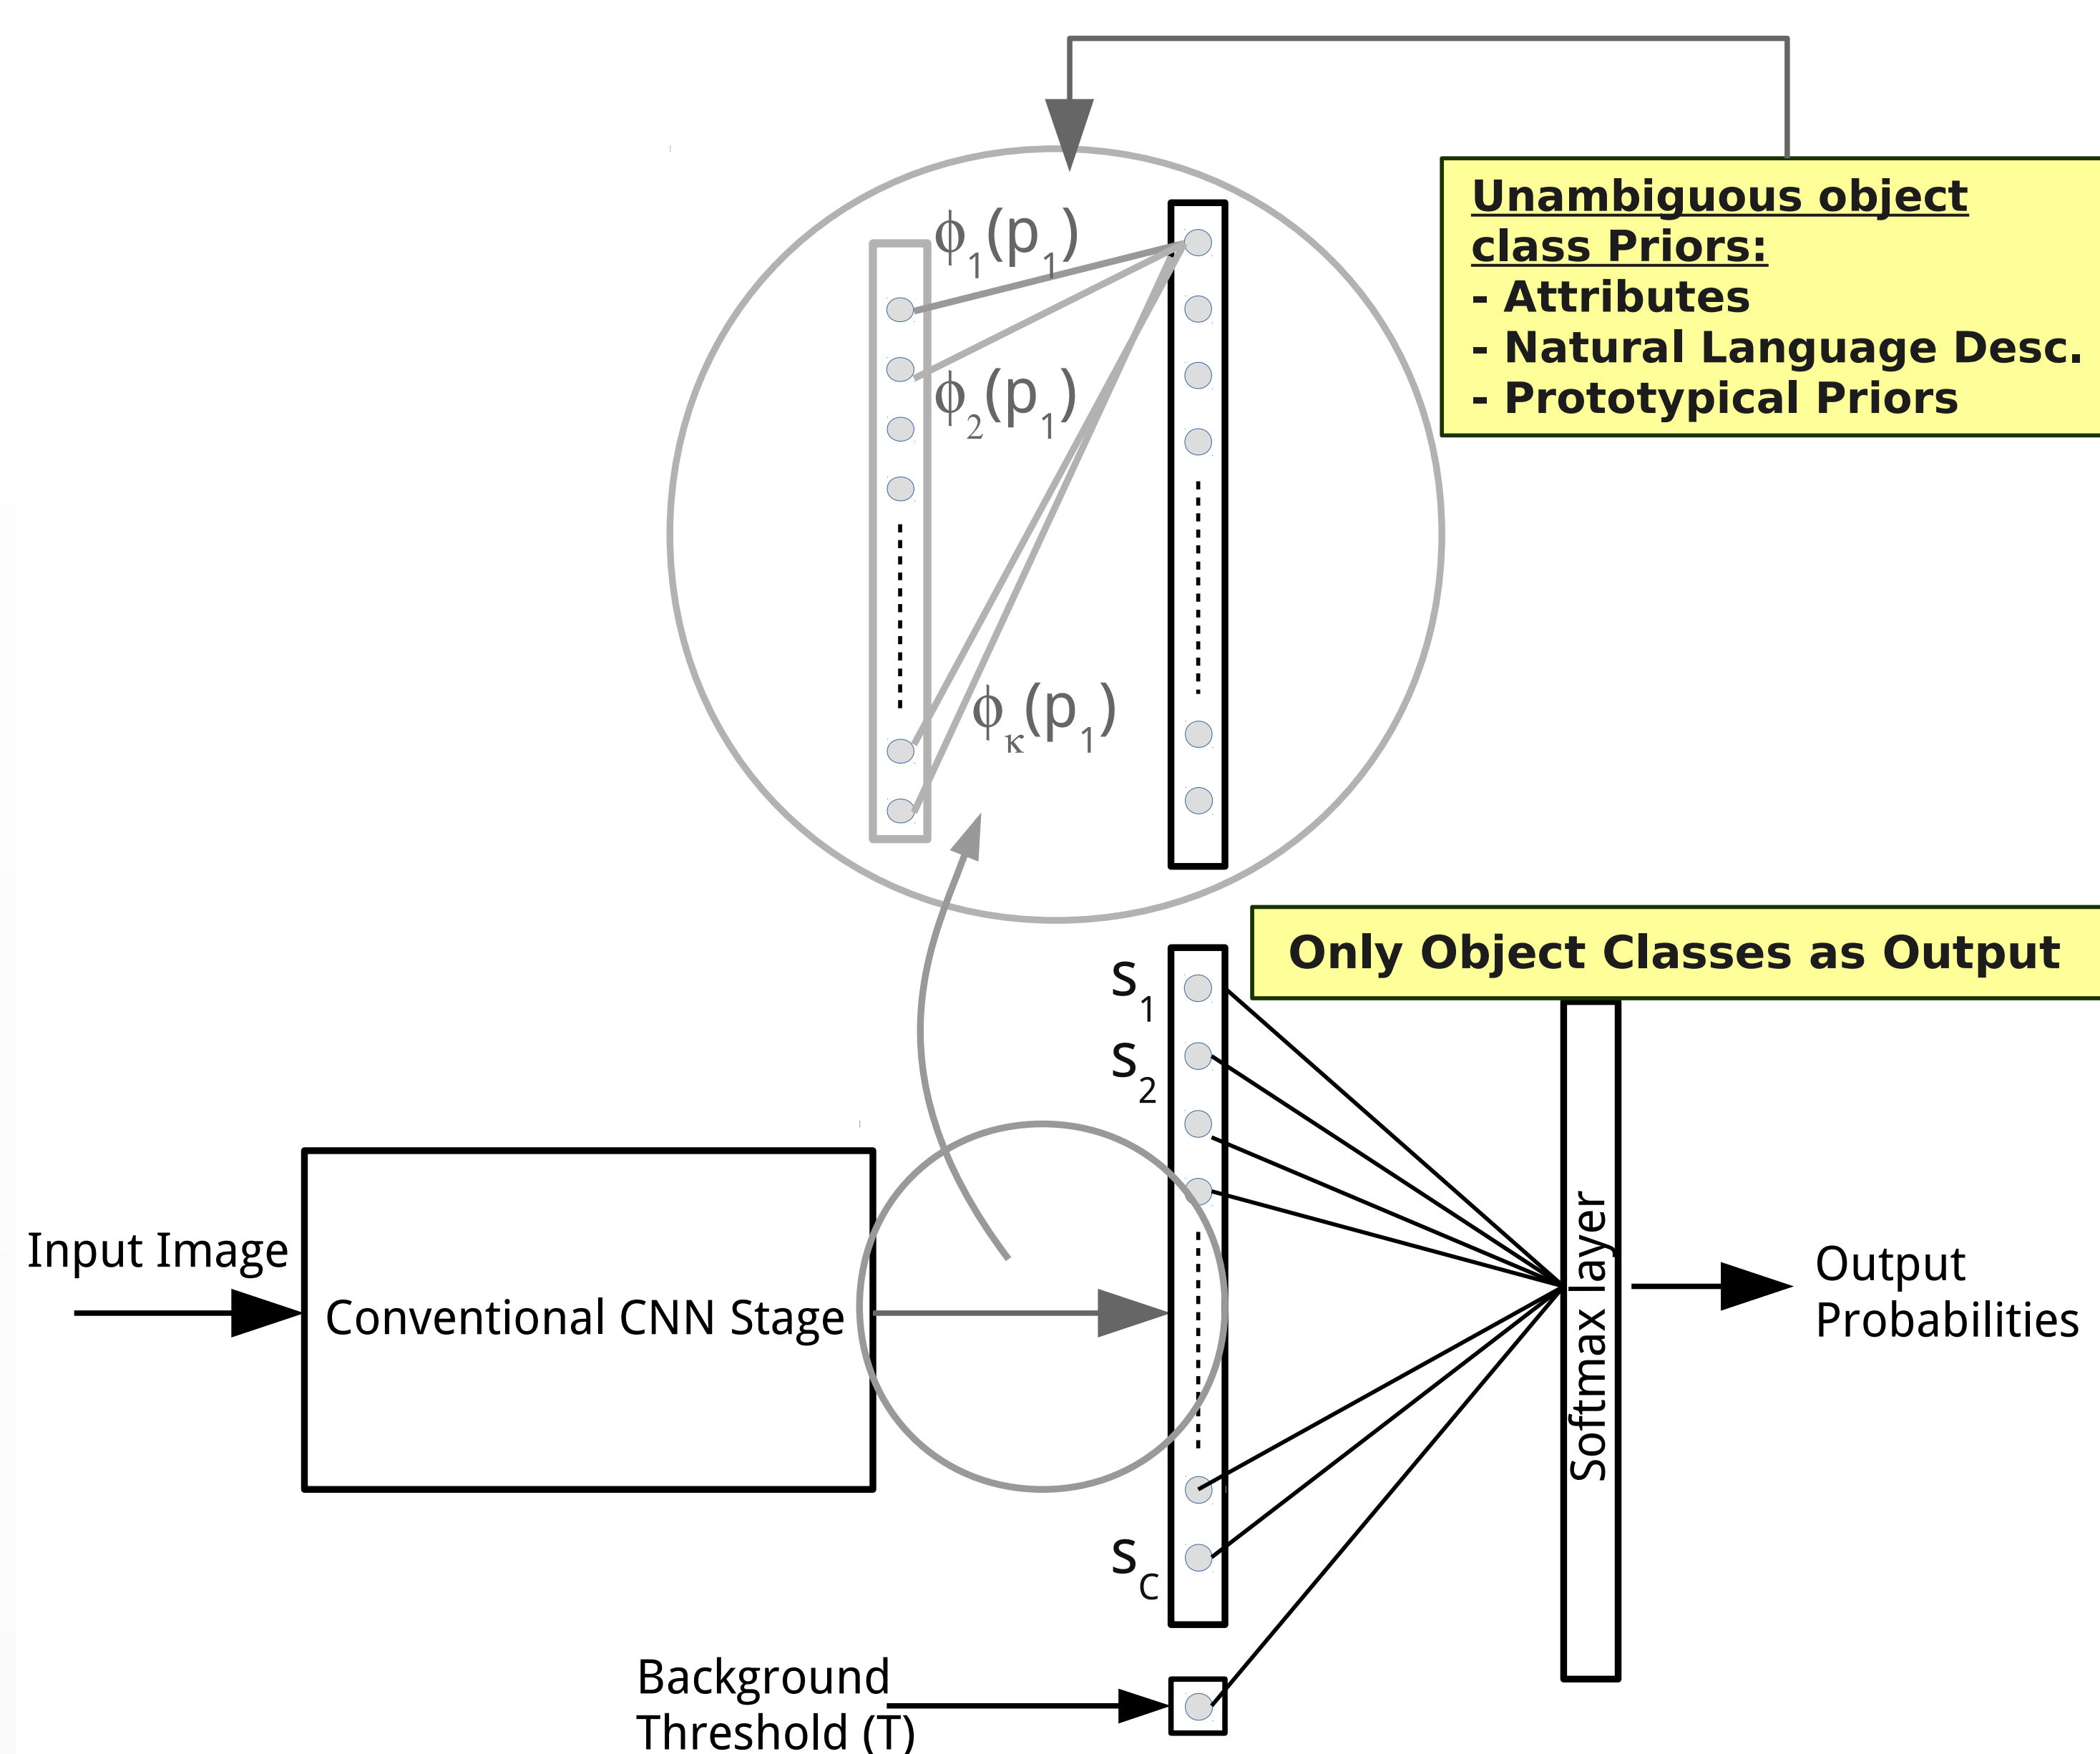 Unambiguous object
class Priors:
- Attributes
- Natural Language Desc.
- Prototypical Priors
ϕ1(p1)
ϕ2(p1)
ϕκ(p1)
Only Object Classes as Output
s1
s2
sC
Input Image
Conventional CNN Stage
Softmax layer
Output
Probabilities
Background
Threshold (T)